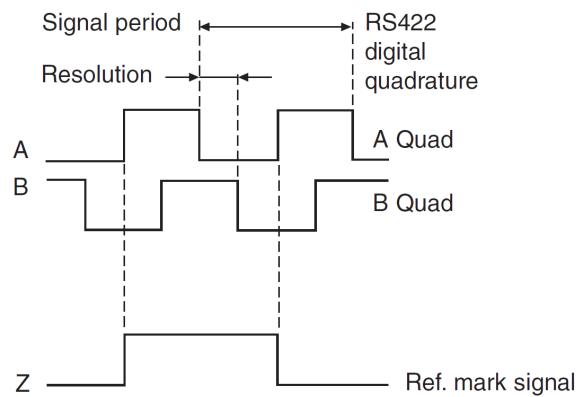 Signal period
RS422
digital
quadrature
Resolution
A
A Quad
B
B Quad
Z
Ref. mark signal